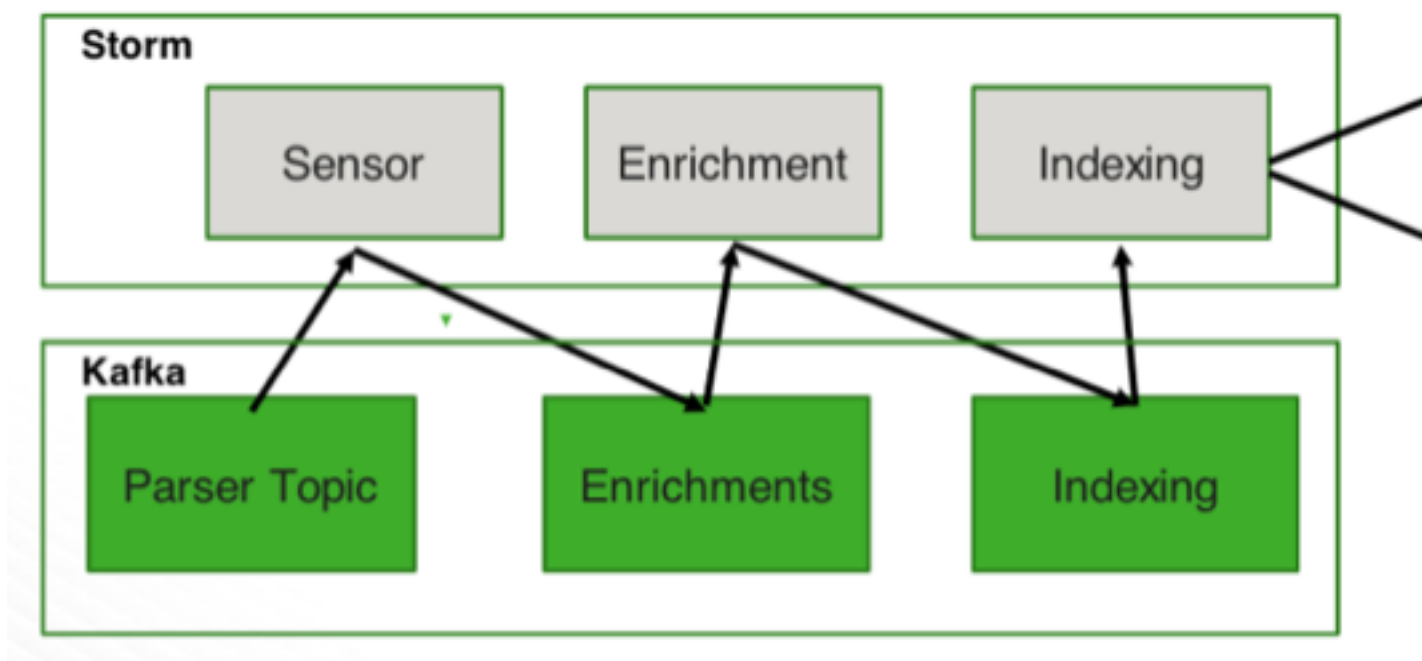 Storm
Sensor
Enrichment
Indexing
Kafka
Parser Topic
Enrichments
Indexing